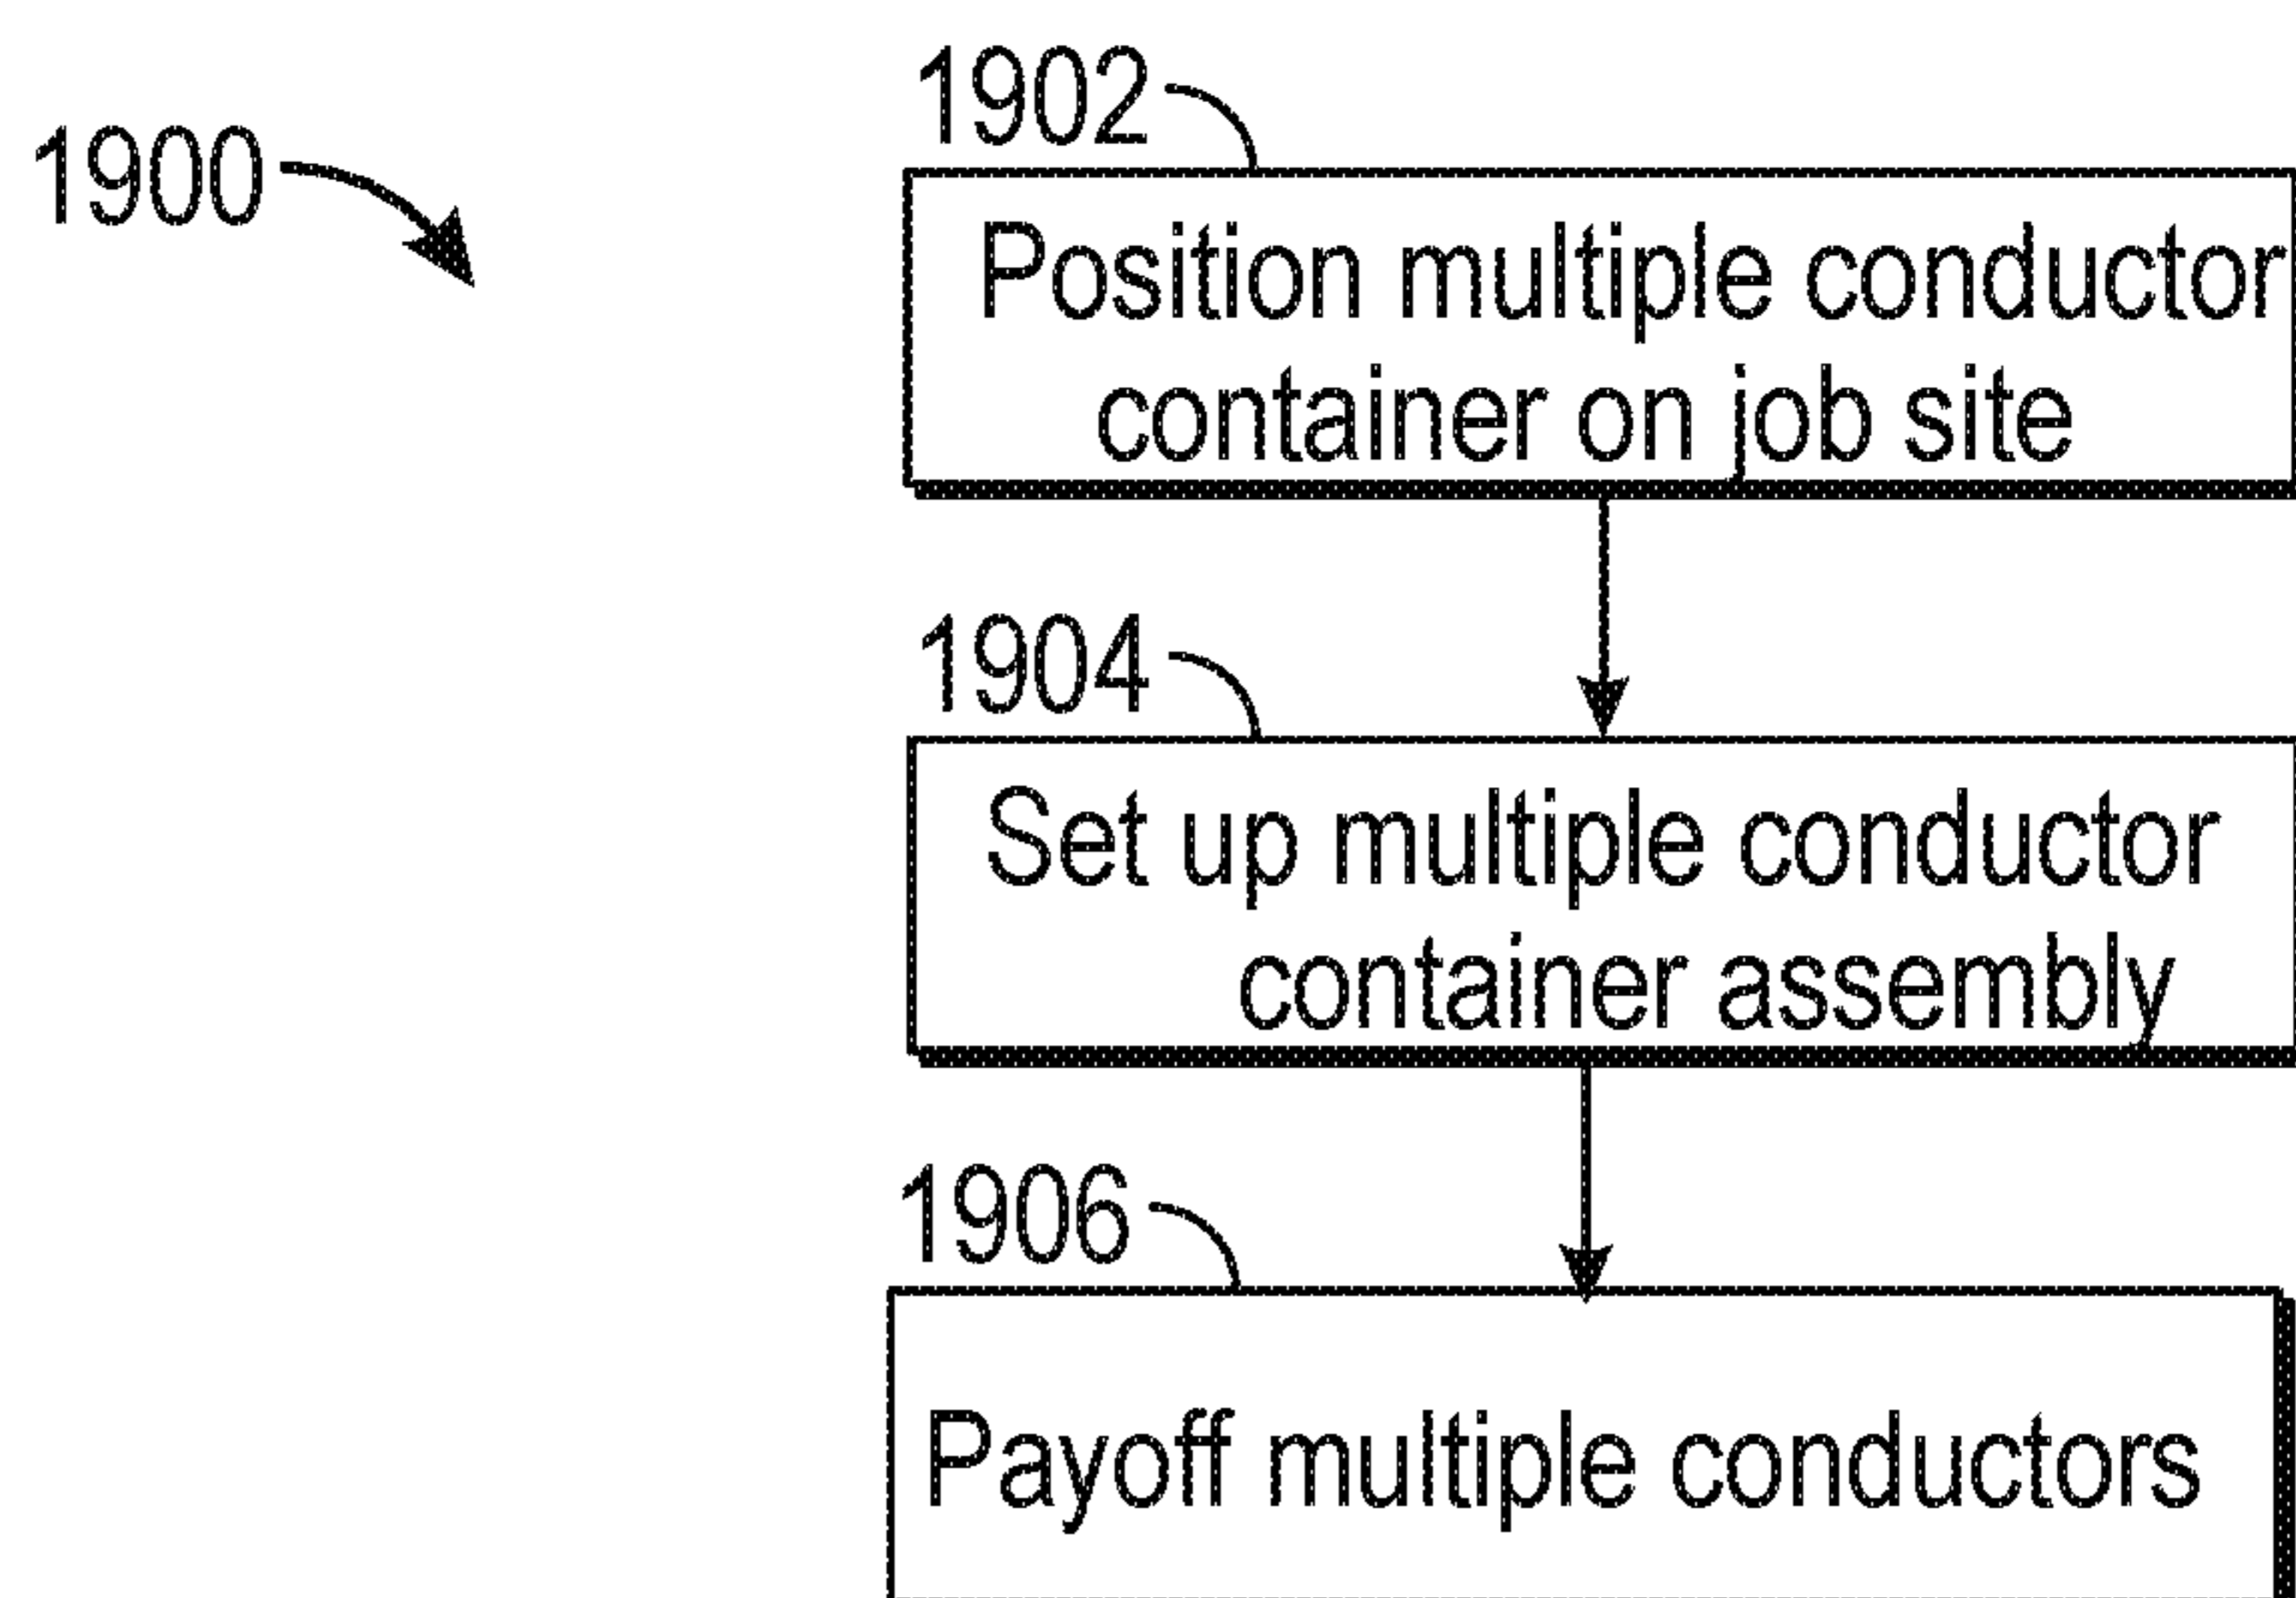 1900
1902
Position multiple conductor
container on job site
1904
Set up multiple conductor
container assembly
1906
Payoff multiple conductors